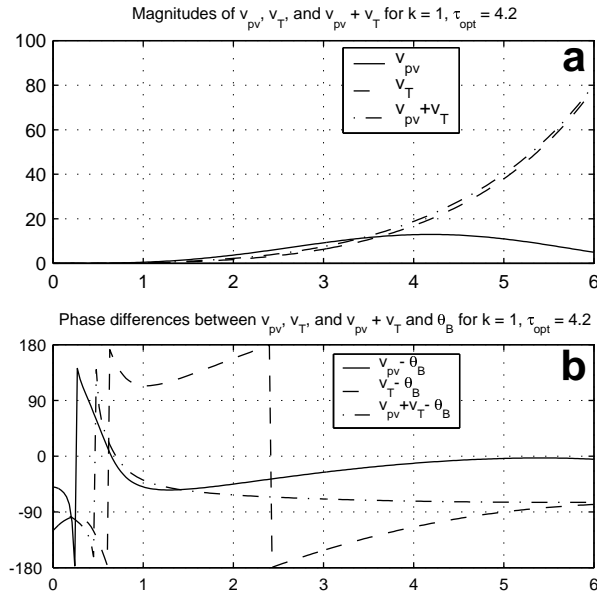 Magnitudes of v_pv, v_T, and v_pv + v_T for k = 1, τ_opt = 4.2
a
v_pv
v_T
v_pv+v_T
100
80
60
40
20
0
0 1 2 3 4 5 6
Phase differences between v_pv, v_T, and v_pv + v_T and θ_B for k = 1, τ_opt = 4.2
b
v_pv- θ_B
v_T- θ_B
v_pv+v_T- θ_B
180
90
0
-90
-180
0 1 2 3 4 5 6